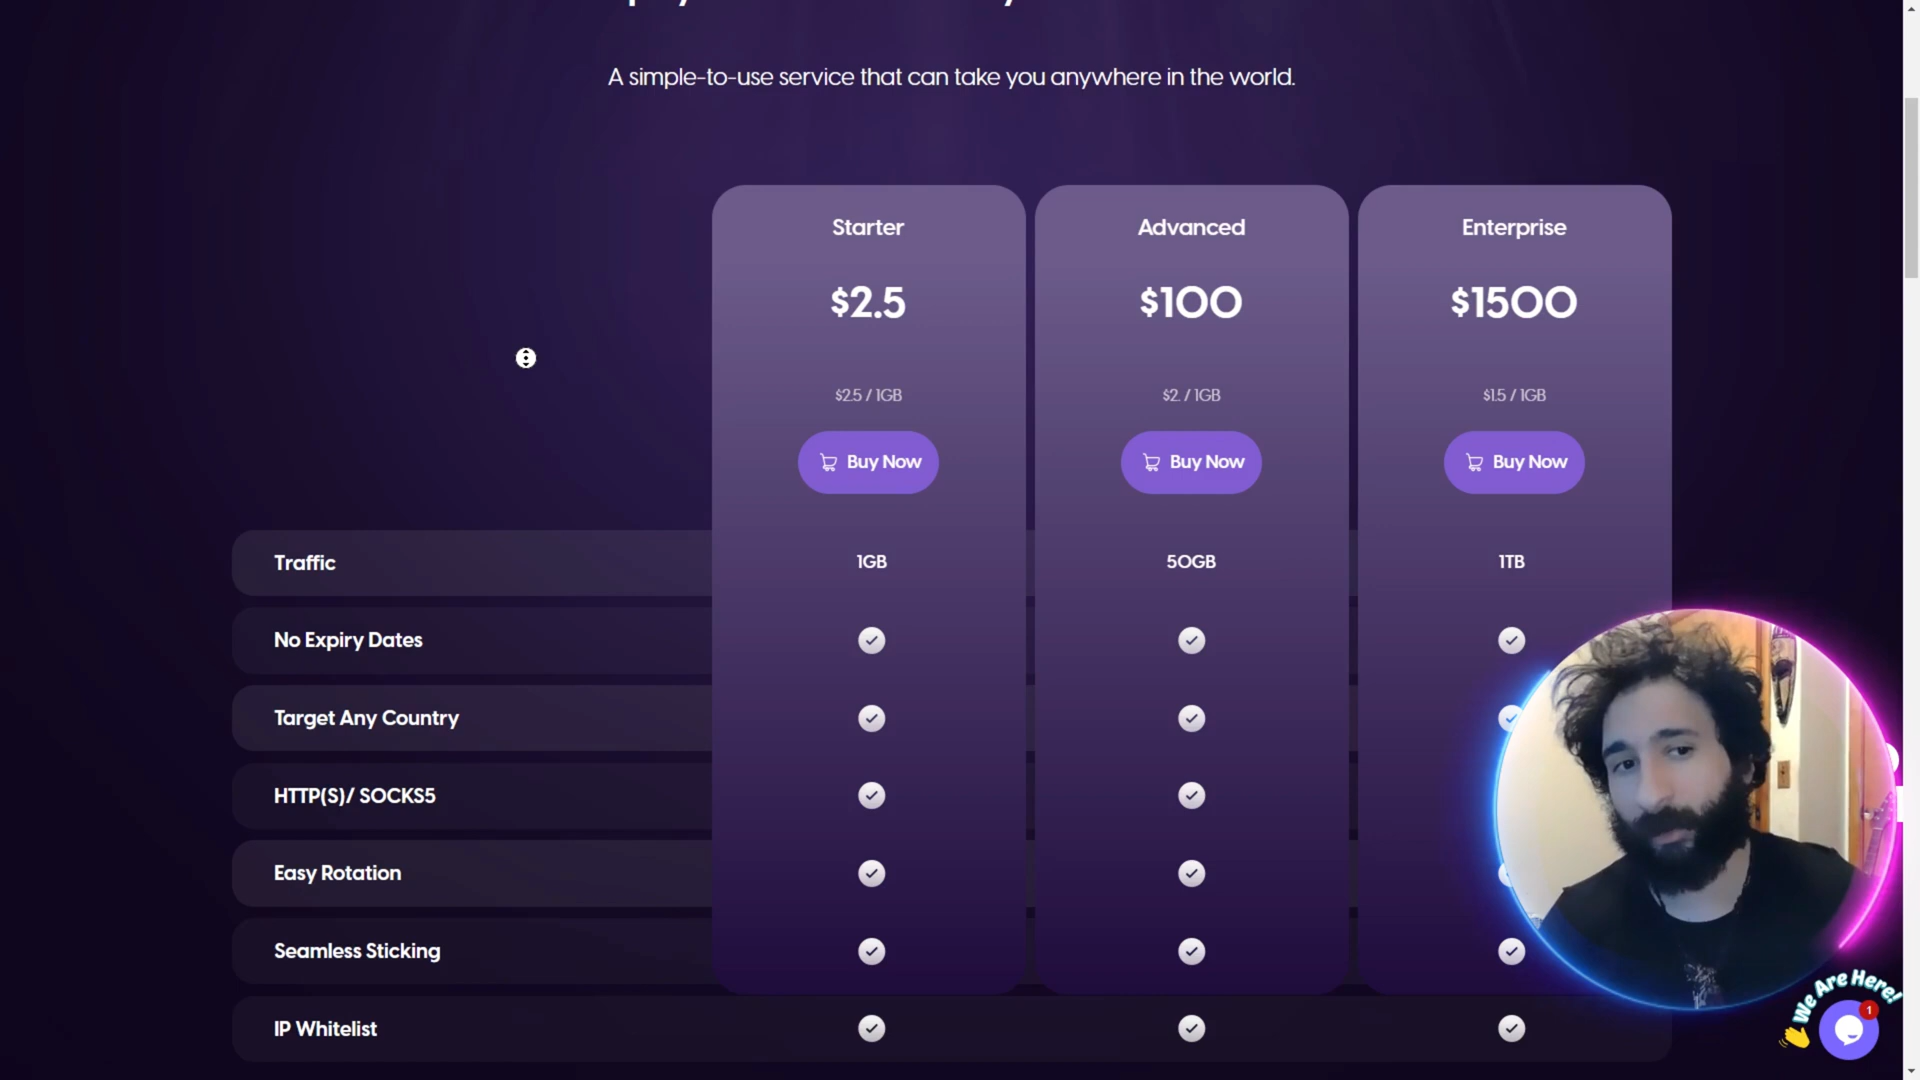 A simple-to-use service that can take you anywhere in the world.
Starter Advanced Enterprise
$2.5 $100 $1500
$2.5 / 1GB $2. / 1GB $1.5 / 1GB
Buy Now Buy Now Buy Now
Traffic 1GB 50GB 1TB
No Expiry Dates
Target Any Country
HTTP(S)/ SOCKS5
Easy Rotation
Seamless Sticking
We Are Here!
1
IP Whitelist